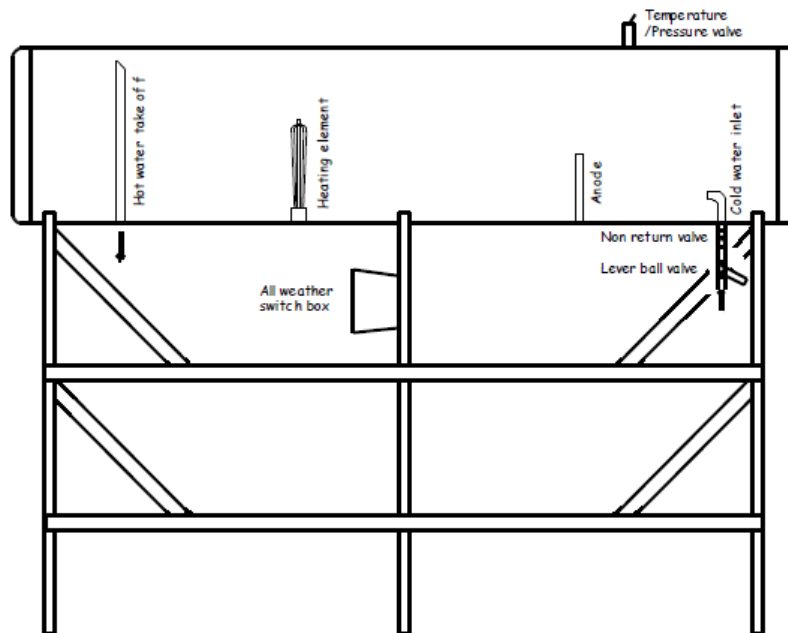 Temperature
/Pressure valve
Hot water take off
Heating element
Anode
Cold water inlet
Non return valve
Lever ball valve
All weather
switch box